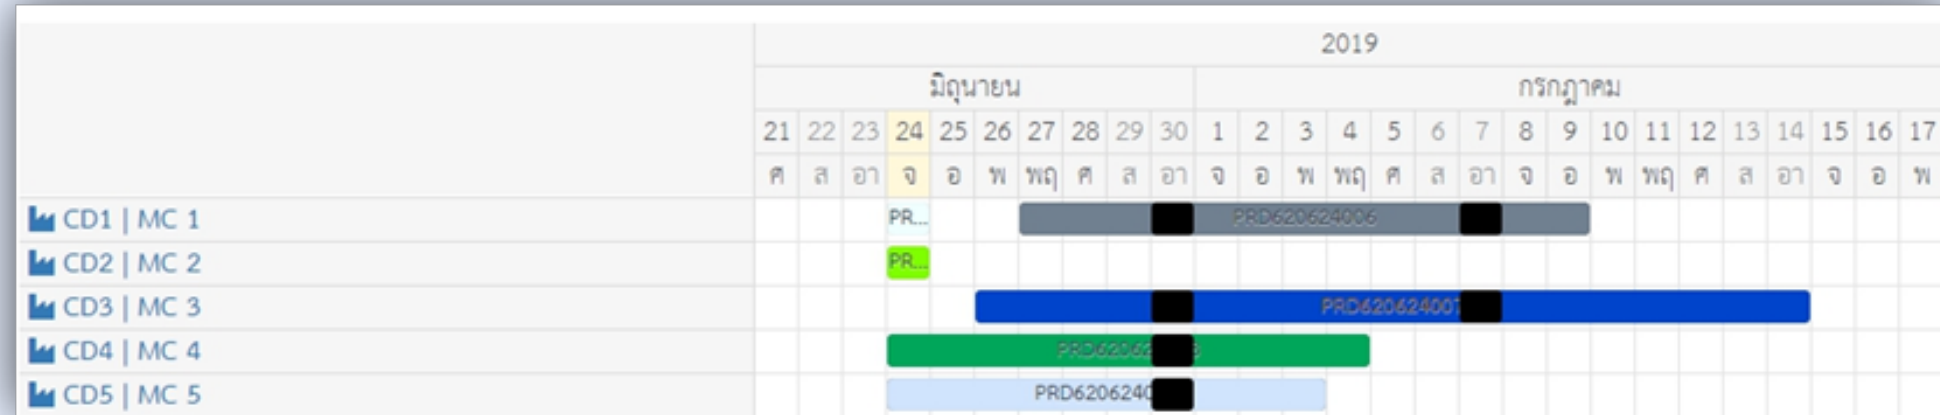 2019
มิถุนายน กรกฎาคม
21 22 23 24 25 26 27 28 29 30 1 2 3 4 5 6 7 8 9 10 11 12 13 14 15 16 17
ศ ส อา จ อ พ พฤ ศ ส อา จ อ พ พฤ ศ ส อา จ อ พ พฤ ศ ส อา จ อ พ
CD1 | MC 1 PR... PRD620624006
CD2 | MC 2 PR...
CD3 | MC 3 PRD620624007
CD4 | MC 4
CD5 | MC 5 PRD6206240